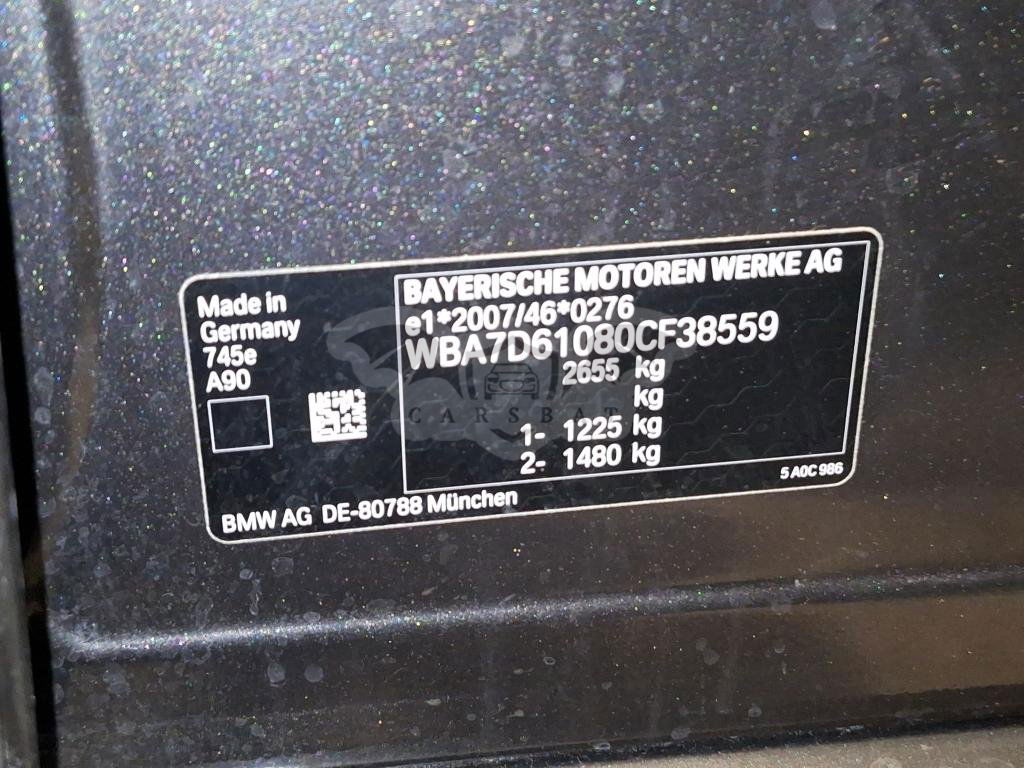 Made in
Germany
745e
A90
BAYERISCHE MOTOREN WERKE AG
e1*2007/46*0276
WBA7D61080CF38559
2655 kg
kg
1- 1225 kg
2- 1480 kg
5 A0C 986
BMW AG DE-80788 München
CARSBAT